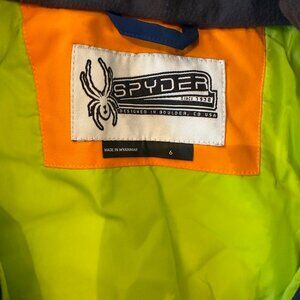 SPYDER
SINCE 1978
DESIGNED IN BOULDER, CO USA
MADE IN MYANMAR
6